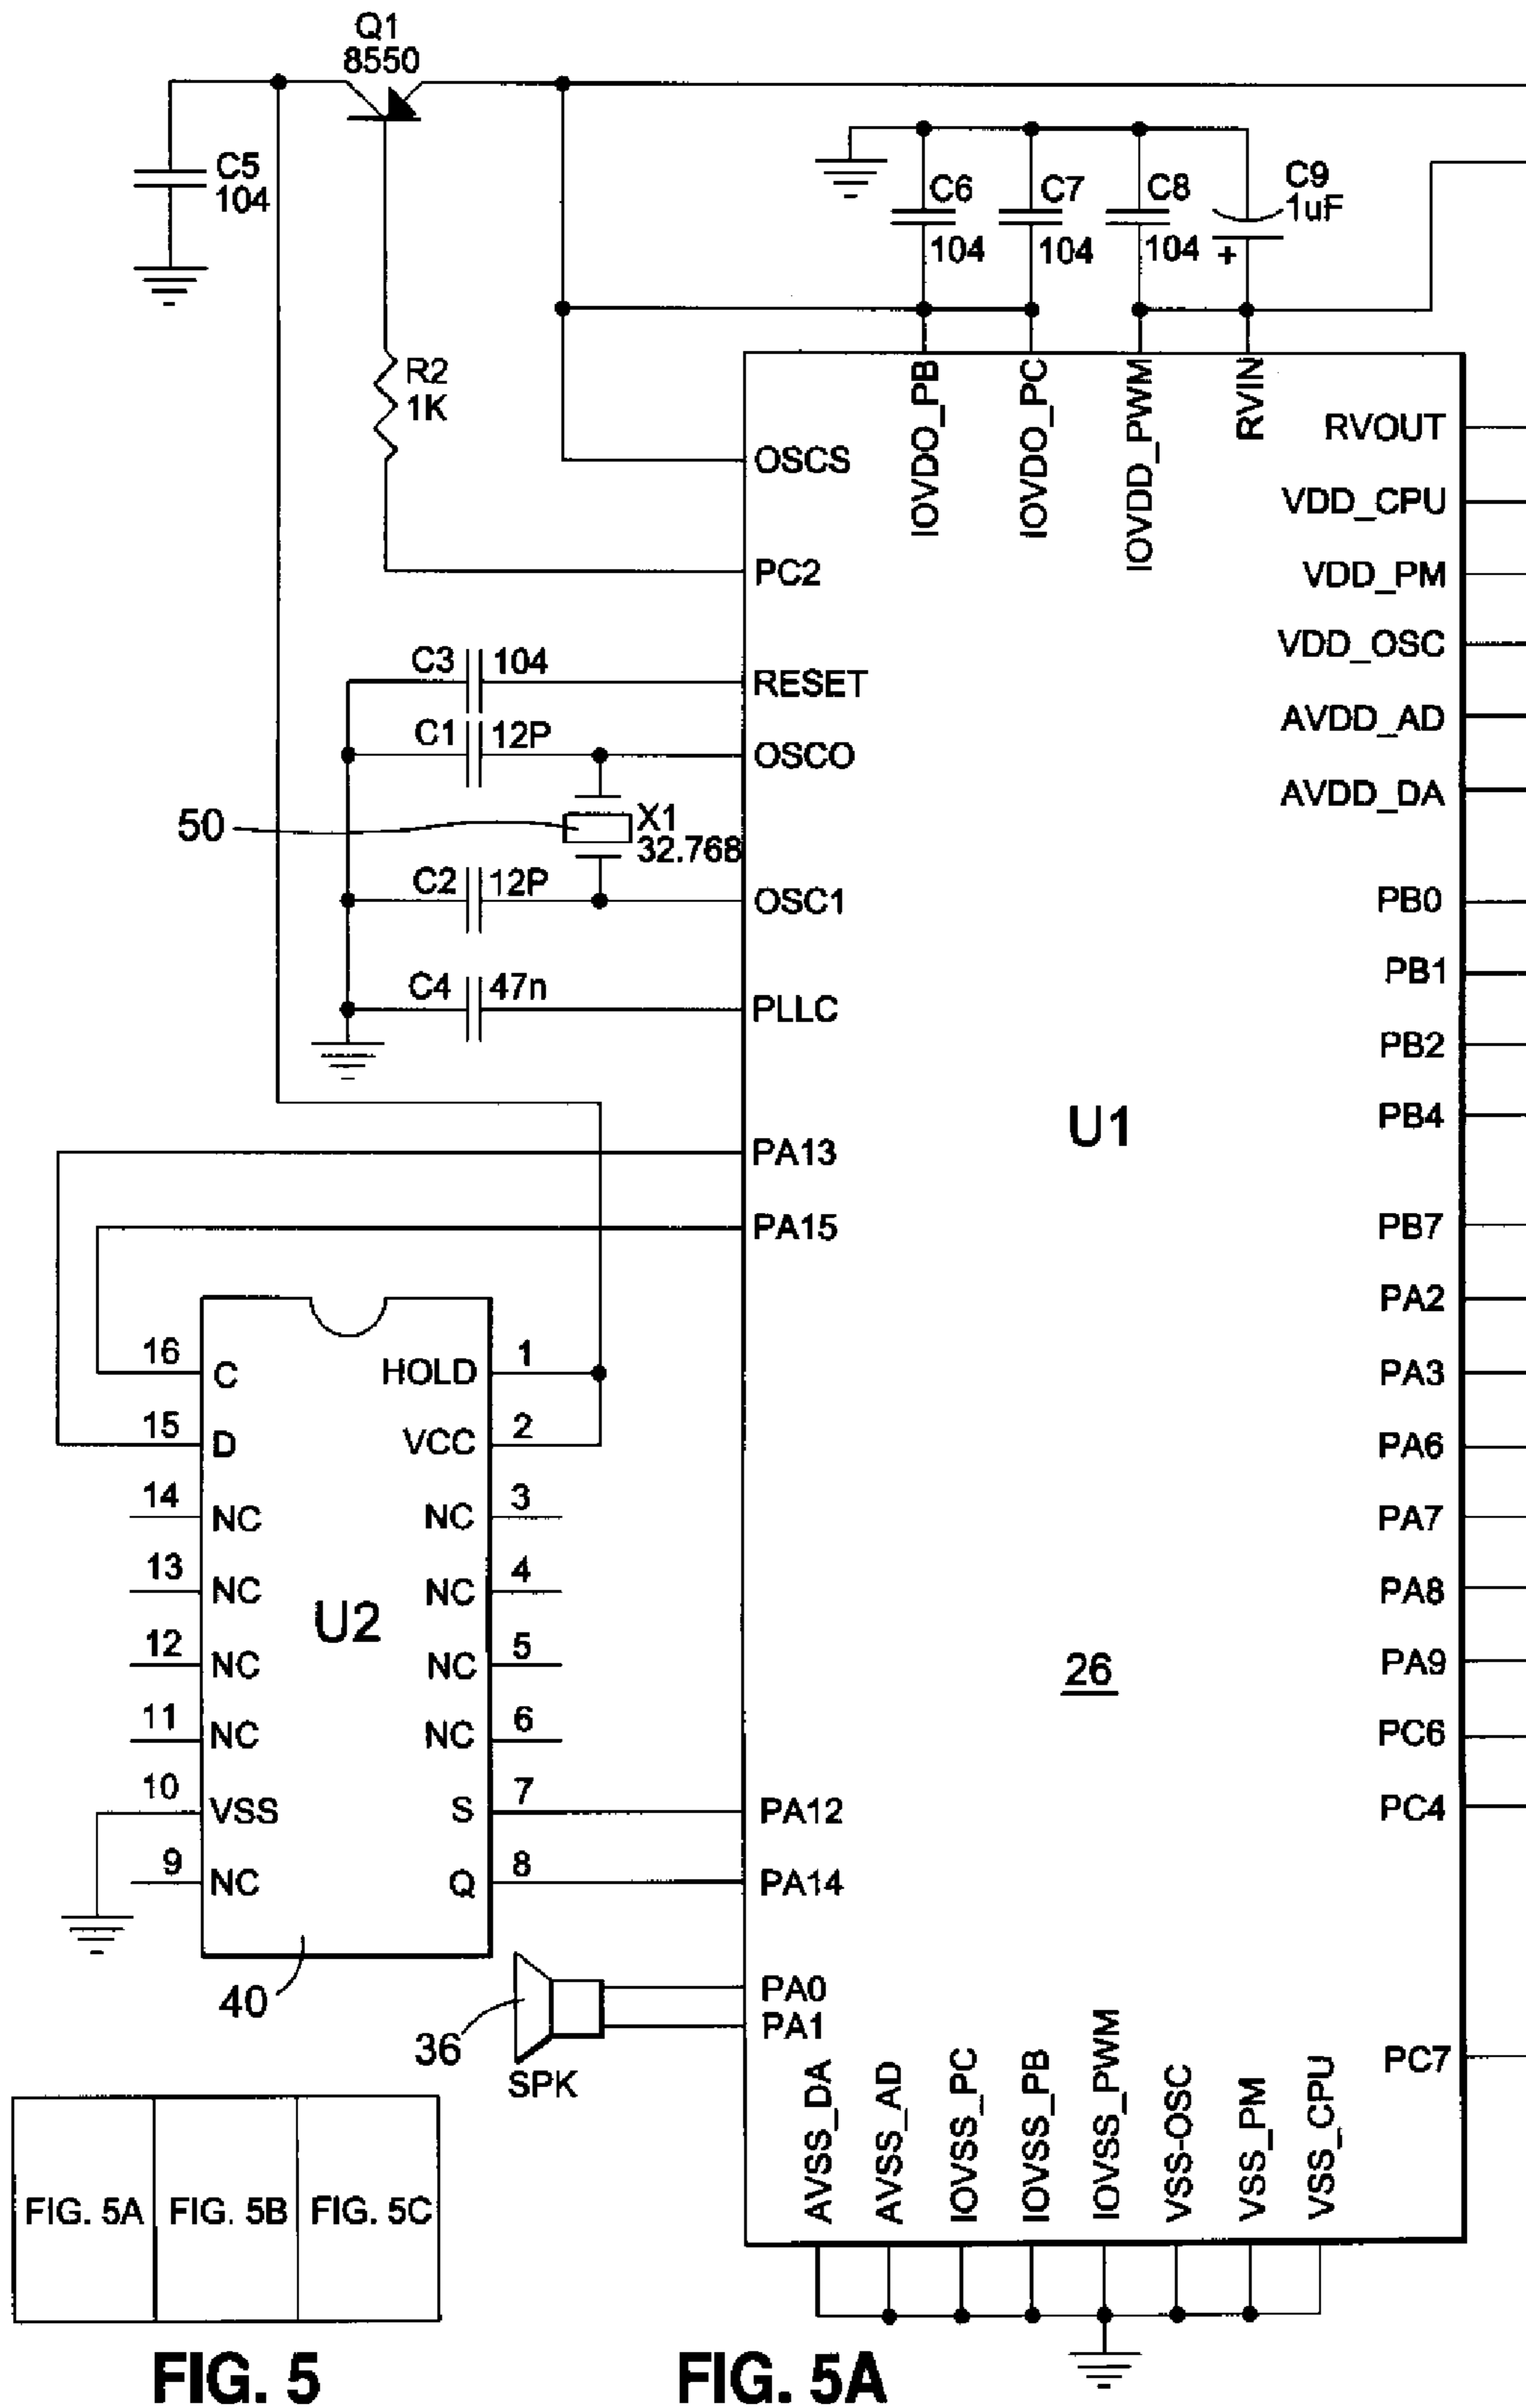 Q1
8550
C5
104
C6
104
C7
104
C8
104
C9
1uF
+
R2
1K
IOVDO_PB
IOVDO_PC
IOVDD_PWM
RVIN
OSCS
PC2
C3 104
RESET
C1 12P
OSCO
50
X1
32.768
C2 12P
OSC1
C4 47n
PLLC
PA13
PA15
U1
26
RVOUT
VDD_CPU
VDD_PM
VDD_OSC
AVDD_AD
AVDD_DA
PB0
PB1
PB2
PB4
PB7
PA2
PA3
PA6
PA7
PA8
PA9
PC6
PC4
PC7
16 C HOLD 1
15 D VCC 2
14 NC NC 3
13 NC NC 4
U2
12 NC NC 5
11 NC NC 6
10 VSS S 7
9 NC Q 8
PA12
PA14
40
36
SPK
PA0
PA1
AVSS_DA
AVSS_AD
IOVSS_PC
IOVSS_PB
IOVSS_PWM
VSS-OSC
VSS_PM
VSS_CPU
FIG. 5A FIG. 5B FIG. 5C
FIG. 5
FIG. 5A